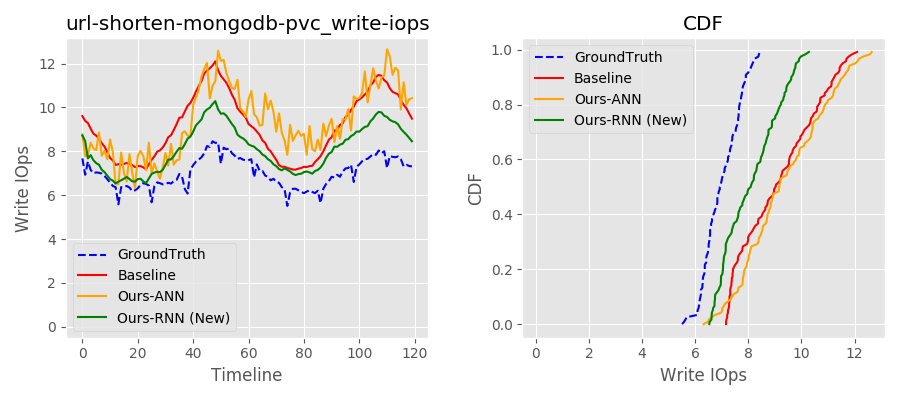 url-shorten-mongodb-pvc_write-iops
12
10
8
6
4
2
0
Write IOps
GroundTruth
Baseline
Ours-ANN
Ours-RNN (New)
0 20 40 60 80 100 120
Timeline
CDF
1.0
0.8
0.6
0.4
0.2
0.0
CDF
GroundTruth
Baseline
Ours-ANN
Ours-RNN (New)
0 2 4 6 8 10 12
Write IOps